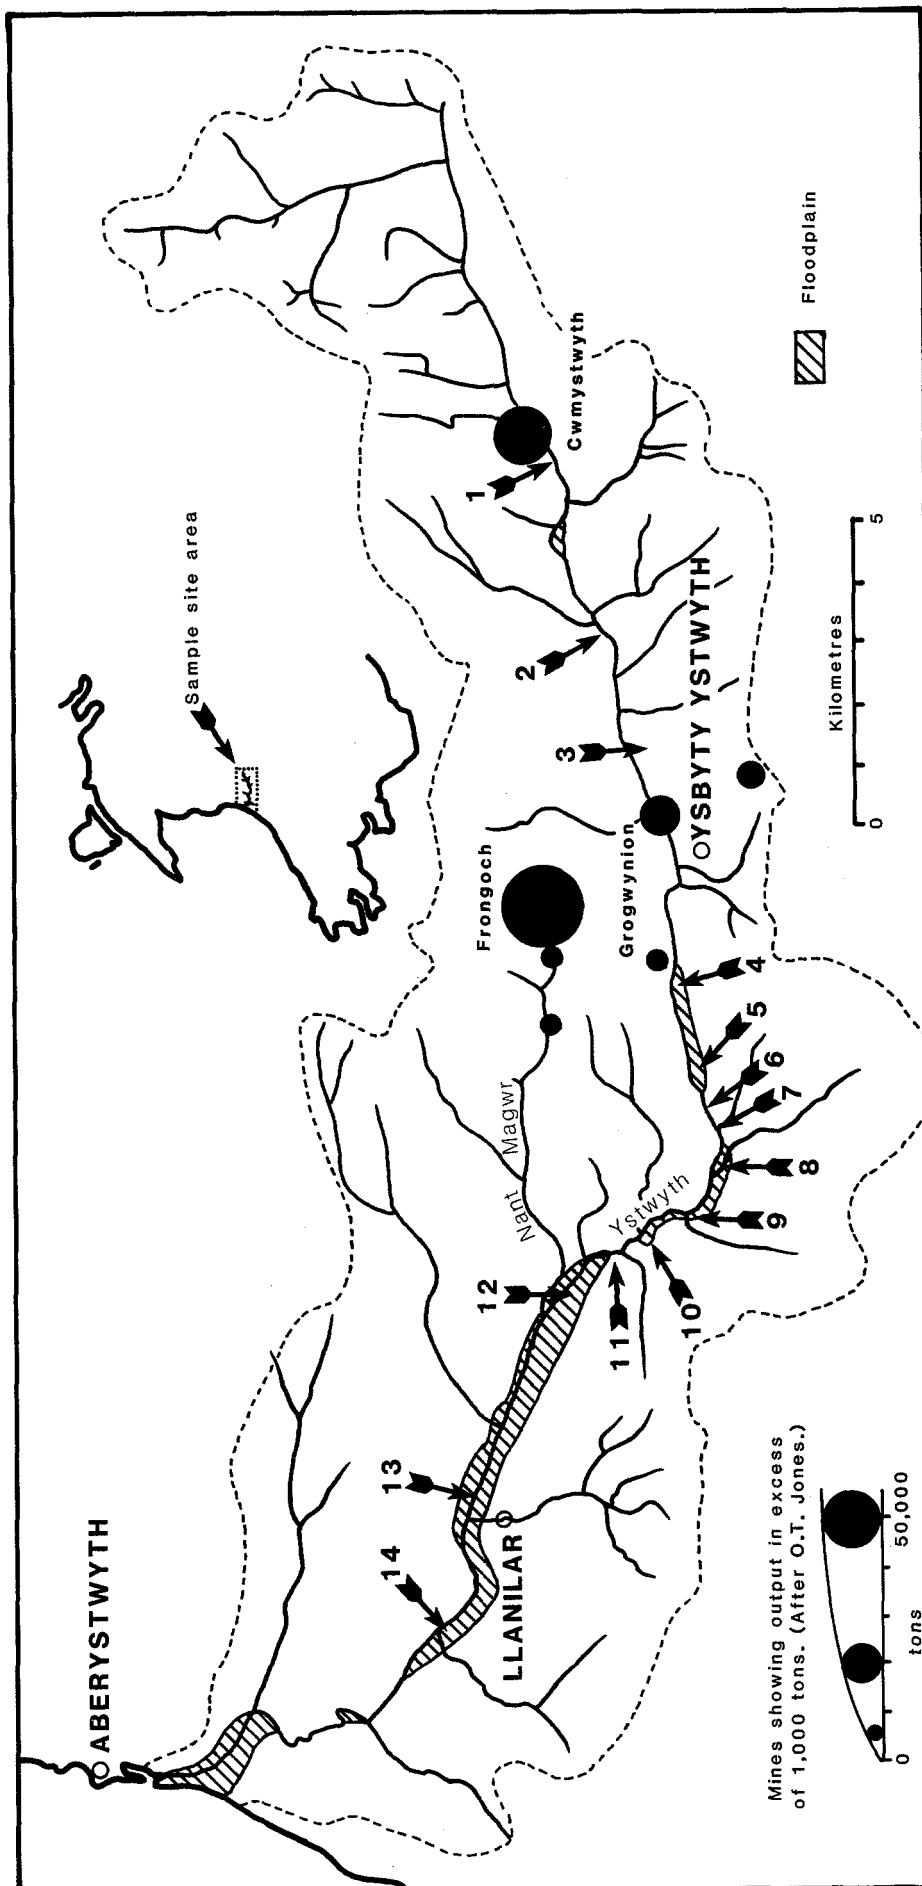 ABERYSTWYTH
Sample site area
14
13
12
LLANILAR
Nant Magwr
Frongoch
Grogwynion
Ystwyth
11
10
9
8
7
6
5
4
3
2
1
YSBYTY YSTWYTH
Cwmystwyth
Mines showing output in excess
of 1,000 tons. (After O.T. Jones.)
0
50,000
tons
Kilometres
0
5
Floodplain